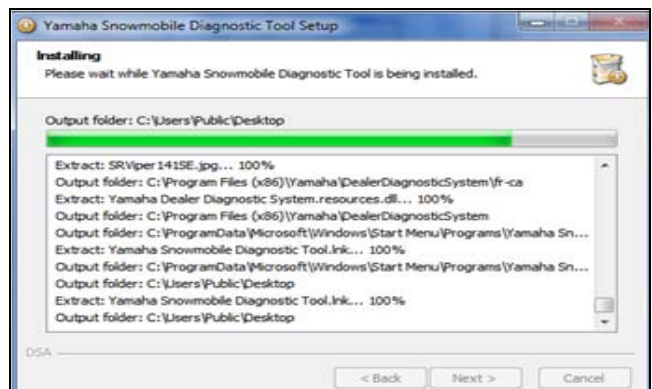 Yamaha Snowmobile Diagnostic Tool Setup
Installing
Please wait while Yamaha Snowmobile Diagnostic Tool is being installed.
Output folder: C:\Users\Public\Desktop
Extract: SRViper141SE.jpg... 100%
Output folder: C:\Program Files (x86)\Yamaha\DealerDiagnosticSystem\fr-ca
Extract: Yamaha Dealer Diagnostic System.resources.dll... 100%
Output folder: C:\Program Files (x86)\Yamaha\DealerDiagnosticSystem
Output folder: C:\ProgramData\Microsoft\Windows\Start Menu\Programs\Yamaha Sn...
Extract: Yamaha Snowmobile Diagnostic Tool.lnk... 100%
Output folder: C:\ProgramData\Microsoft\Windows\Start Menu\Programs\Yamaha Sn...
Output folder: C:\Users\Public\Desktop
Extract: Yamaha Snowmobile Diagnostic Tool.lnk... 100%
Output folder: C:\Users\Public\Desktop
DSA
< Back Next > Cancel